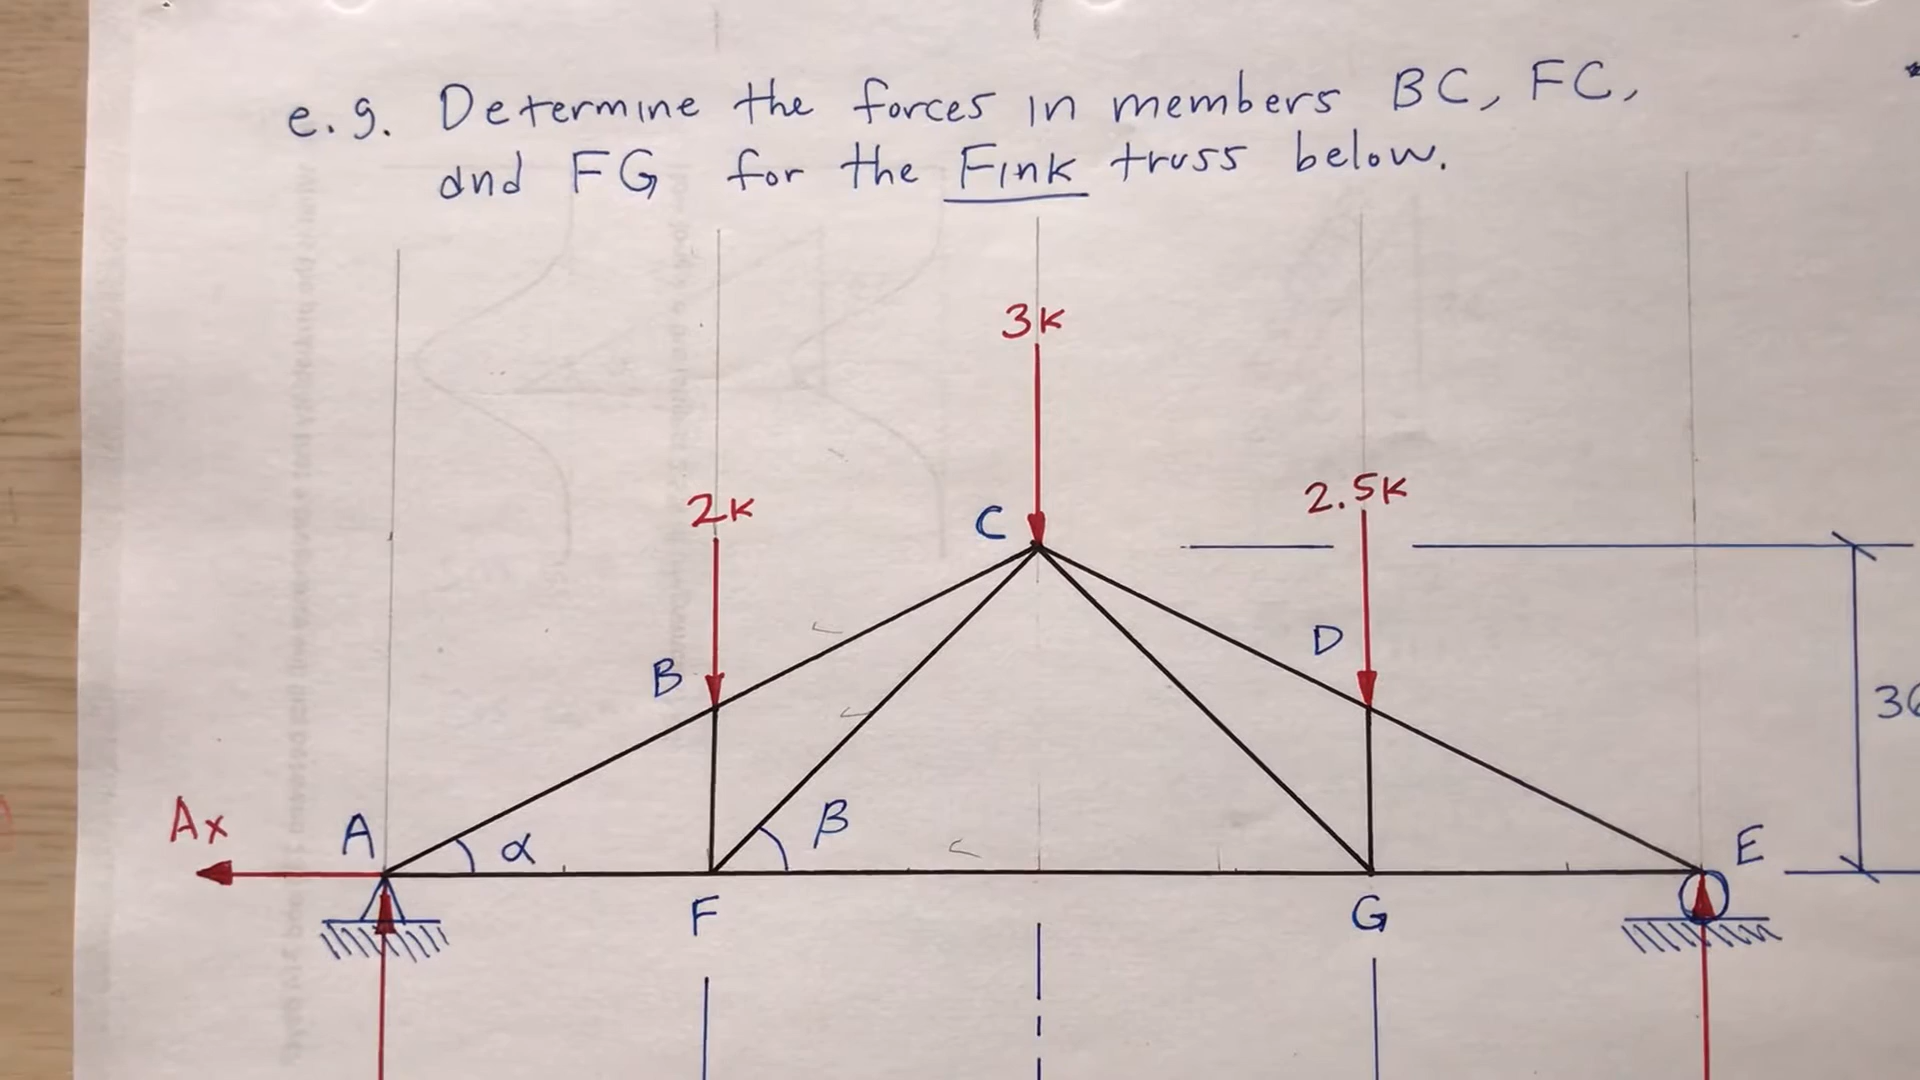 e.g. Determine the forces in members BC, FC,
and FG for the Fink truss below.
3K
2K
2.5K
C
D
B
Ax
A
α
β
E
F
G